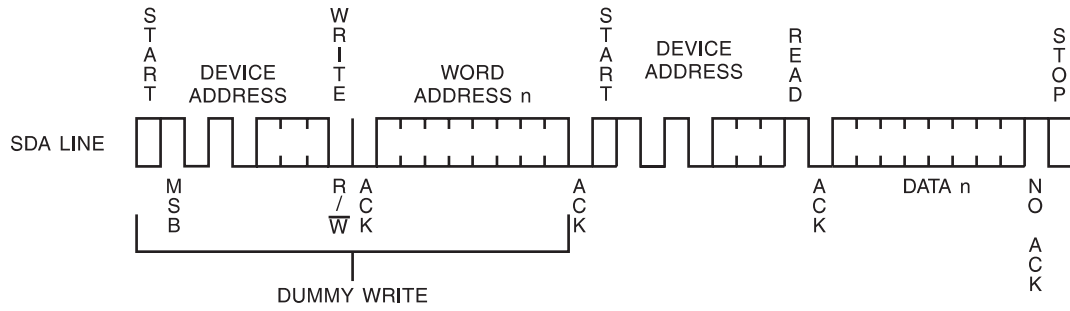 START
WRITE
START
READ
STOP
DEVICE
ADDRESS
WORD
ADDRESS n
DEVICE
ADDRESS
SDA LINE
MSB
R/W
ACK
ACK
ACK
DATA n
NO ACK
DUMMY WRITE